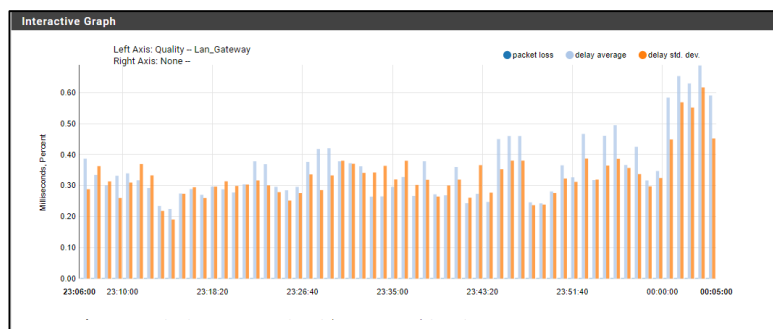 Interactive Graph
Left Axis: Quality -- Lan_Gateway
Right Axis: None --
packet loss delay average delay std. dev.
Milliseconds, Percent
0.60
0.50
0.40
0.30
0.20
0.10
0.00
23:06:00 23:10:00 23:18:20 23:26:40 23:35:00 23:43:20 23:51:40 00:00:00 00:05:00